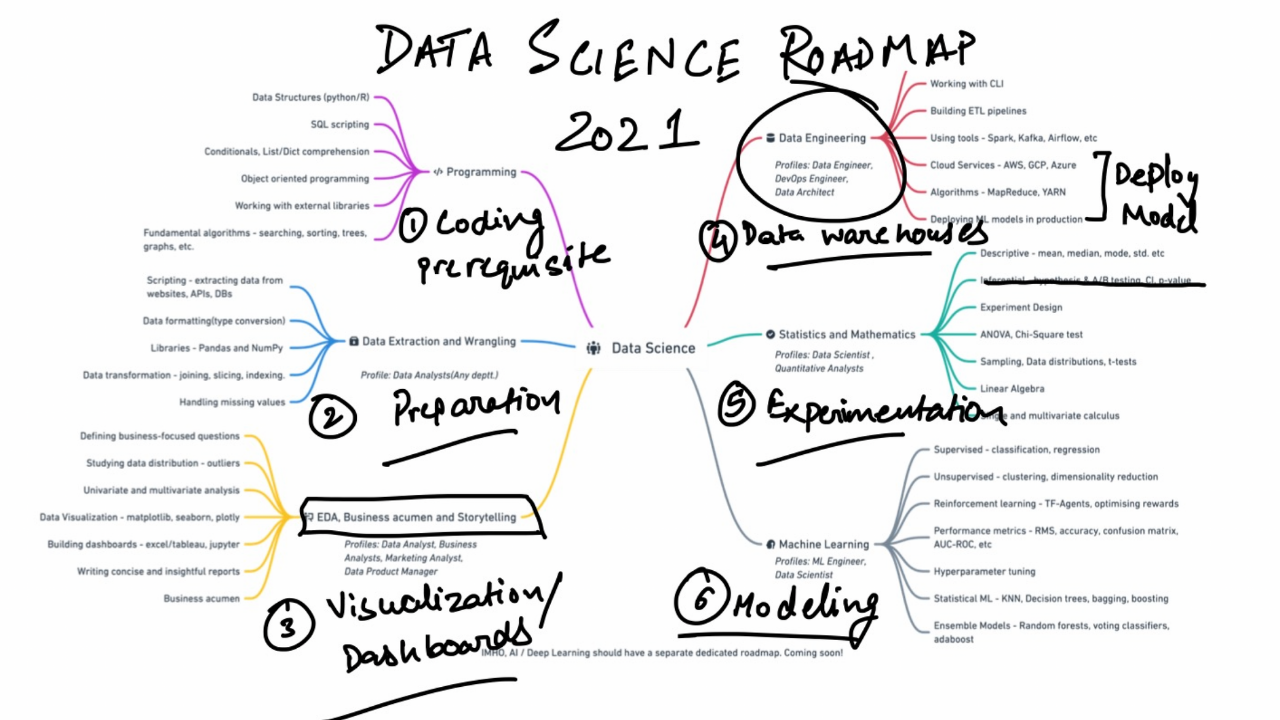 DATA SCIENCE ROADMAP
2021
Data Structures (python/R)
SQL scripting
Conditionals, List/Dict comprehension
Object oriented programming
Working with external libraries
Fundamental algorithms - searching, sorting, trees,
graphs, etc.
</> Programming
1 Coding
prerequisite
Scripting - extracting data from
websites, APIs, DBs
Data formatting(type conversion)
Libraries - Pandas and NumPy
Data transformation - joining, slicing, indexing.
Handling missing values
Data Extraction and Wrangling
Profile: Data Analysts(Any deptt.)
2 Preparation
Defining business-focused questions
Studying data distribution - outliers
Univariate and multivariate analysis
Data Visualization - matplotlib, seaborn, plotly
Building dashboards - excel/tableau, jupyter
Writing concise and insightful reports
Business acumen
EDA, Business acumen and Storytelling
Profiles: Data Analyst, Business
Analysts, Marketing Analyst,
Data Product Manager
3 Visualization/
Dashboards
Data Science
Data Engineering
Profiles: Data Engineer,
DevOps Engineer,
Data Architect
Working with CLI
Building ETL pipelines
Using tools - Spark, Kafka, Airflow, etc
Cloud Services - AWS, GCP, Azure
Algorithms - MapReduce, YARN
Deploying ML models in production
Deploy
Model
4 Data warehouses
Statistics and Mathematics
Profiles: Data Scientist ,
Quantitative Analysts
Descriptive - mean, median, mode, std. etc
Inferential - hypothesis & A/B testing, CI, p-value
Experiment Design
ANOVA, Chi-Square test
Sampling, Data distributions, t-tests
Linear Algebra
and multivariate calculus
5 Experimentation
Machine Learning
Profiles: ML Engineer,
Data Scientist
Supervised - classification, regression
Unsupervised - clustering, dimensionality reduction
Reinforcement learning - TF-Agents, optimising rewards
Performance metrics - RMS, accuracy, confusion matrix,
AUC-ROC, etc
Hyperparameter tuning
Statistical ML - KNN, Decision trees, bagging, boosting
Ensemble Models - Random forests, voting classifiers,
adaboost
6 Modeling
IMHO, AI / Deep Learning should have a separate dedicated roadmap. Coming soon!